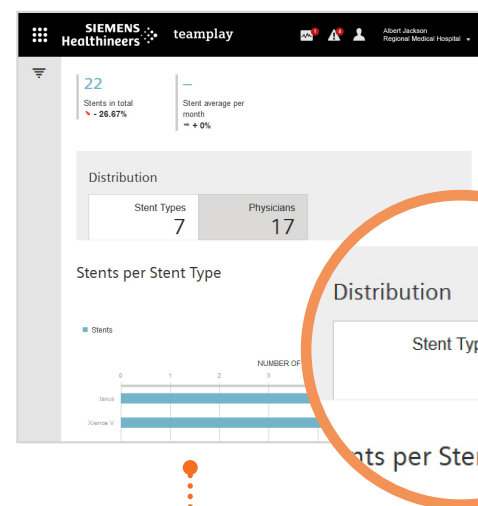 SIEMENS
Healthineers
teamplay
1
4
Albert Jackson
Regional Medical Hospital
22
Stents in total
- 26.67%
–
Stent average per
month
+ 0%
Distribution
Stent Types
7
Physicians
17
Stents per Stent Type
Stents
NUMBER OF
0 1 2 3
Xience V
Distribution
Stent Typ
nts per Ste